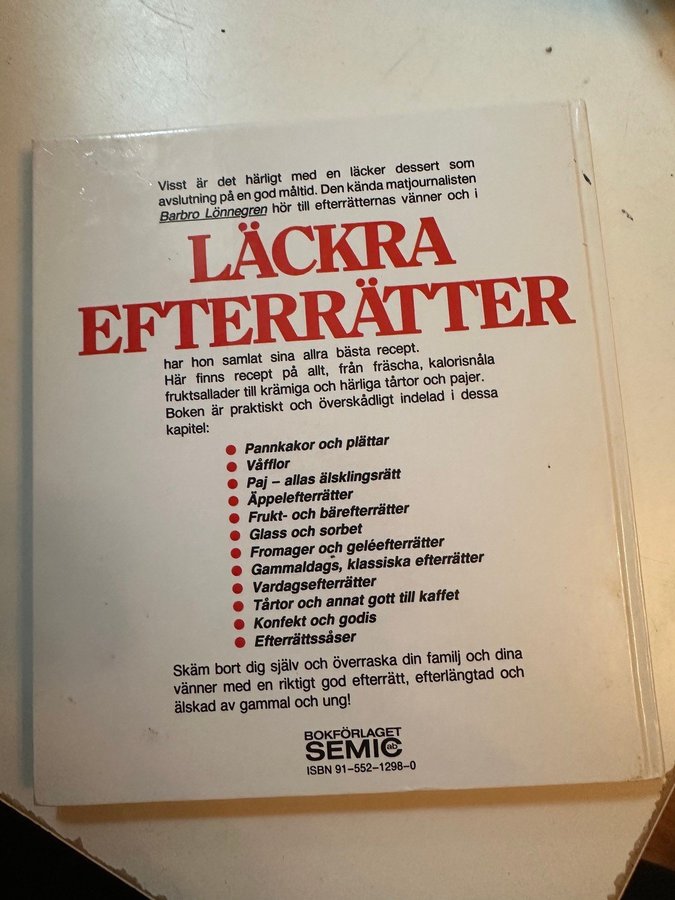 Visst är det härligt med en läcker dessert som
avslutning på en god måltid. Den kända matjournalisten
Barbro Lönnegren hör till efterrätternas vänner och i
LÄCKRA
EFTERRÄTTER
har hon samlat sina allra bästa recept.
Här finns recept på allt, från fräscha, kalorisnåla
fruktsallader till krämiga och härliga tårtor och pajer.
Boken är praktiskt och överskådligt indelad i dessa
kapitel:
● Pannkakor och plättar
● Våfflor
● Paj – allas älsklingsrätt
● Äppelefterrätter
● Frukt- och bärefterrätter
● Glass och sorbet
● Fromager och geléefterrätter
● Gammaldags, klassiska efterrätter
● Vardagsefterrätter
● Tårtor och annat gott till kaffet
● Konfekt och godis
● Efterrättssåser
Skäm bort dig själv och överraska din familj och dina
vänner med en riktigt god efterrätt, efterlängtad och
älskad av gammal och ung!
BOKFÖRLAGET
SEMIC ab
ISBN 91–552–1298–0